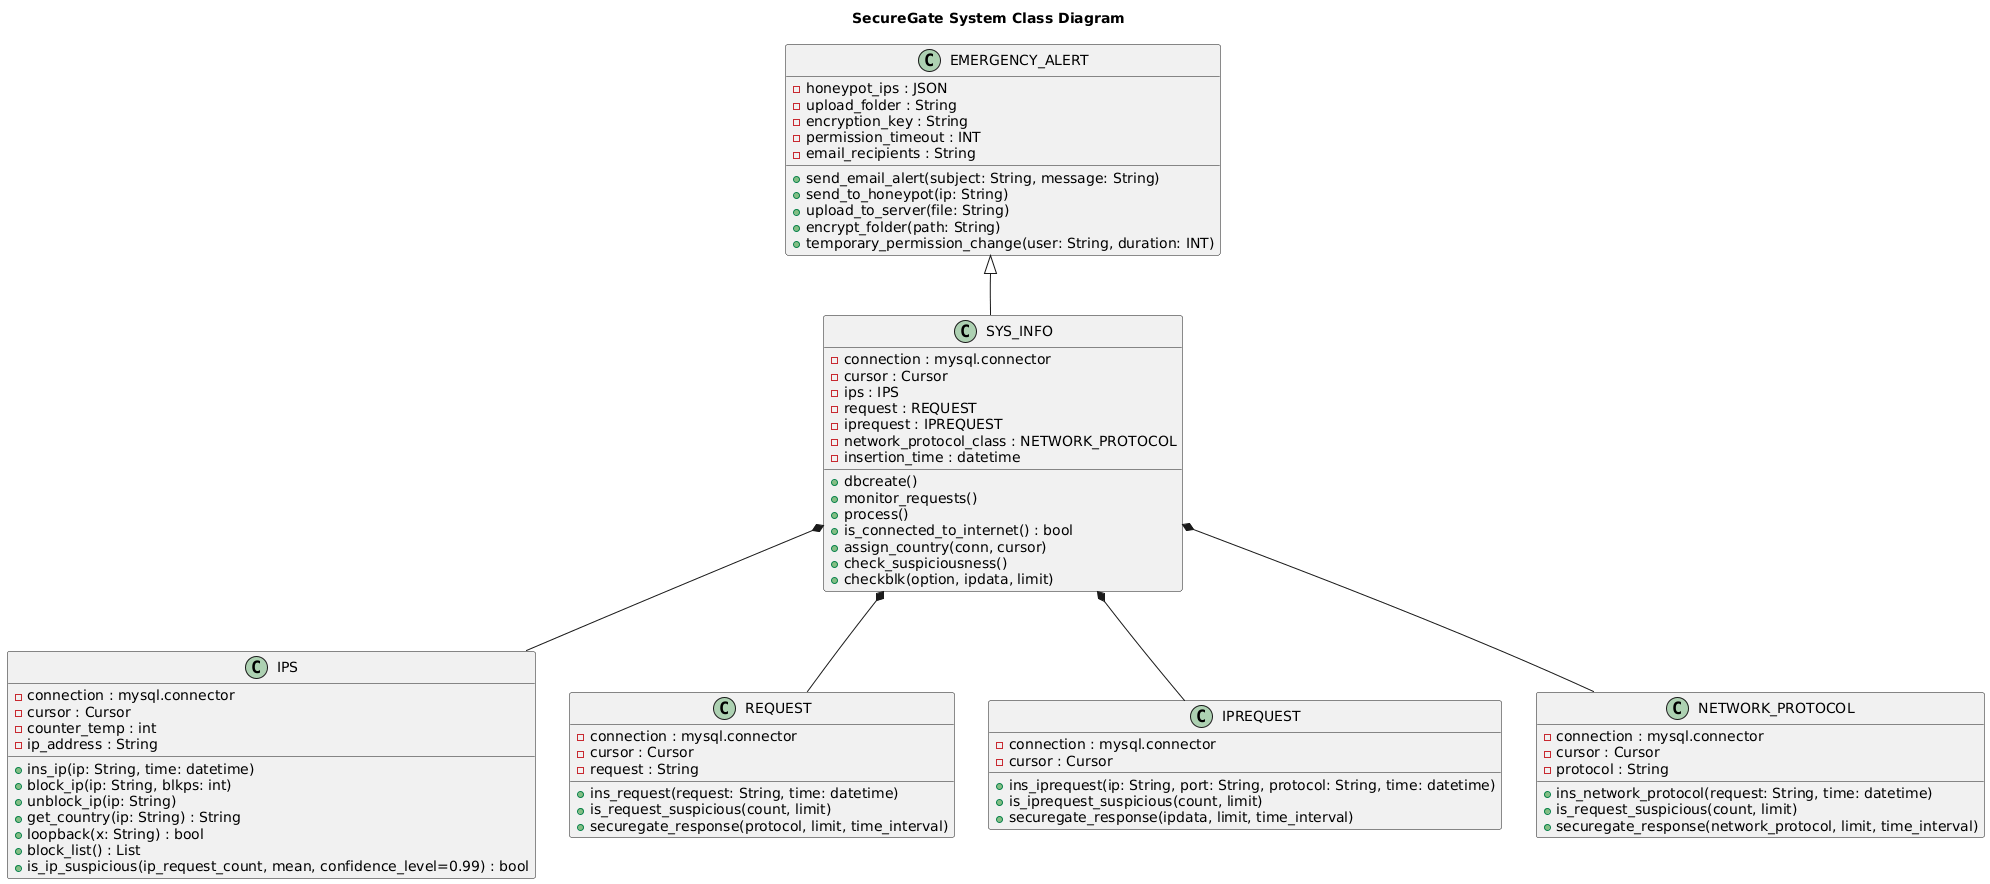 SecureGate System Class Diagram
C EMERGENCY_ALERT
honeypot_ips : JSON
upload_folder : String
encryption_key : String
permission_timeout : INT
email_recipients : String
send_email_alert(subject: String, message: String)
send_to_honeypot(ip: String)
upload_to_server(file: String)
encrypt_folder(path: String)
temporary_permission_change(user: String, duration: INT)
C SYS_INFO
connection : mysql.connector
cursor : Cursor
ips : IPS
request : REQUEST
iprequest : IPREQUEST
network_protocol_class : NETWORK_PROTOCOL
insertion_time : datetime
dbcreate()
monitor_requests()
process()
is_connected_to_internet() : bool
assign_country(conn, cursor)
check_suspiciousness()
checkblk(option, ipdata, limit)
C IPS
connection : mysql.connector
cursor : Cursor
counter_temp : int
ip_address : String
ins_ip(ip: String, time: datetime)
block_ip(ip: String, blkps: int)
unblock_ip(ip: String)
get_country(ip: String) : String
loopback(x: String) : bool
block_list() : List
is_ip_suspicious(ip_request_count, mean, confidence_level=0.99) : bool
C REQUEST
connection : mysql.connector
cursor : Cursor
request : String
ins_request(request: String, time: datetime)
is_request_suspicious(count, limit)
securegate_response(protocol, limit, time_interval)
C IPREQUEST
connection : mysql.connector
cursor : Cursor
ins_iprequest(ip: String, port: String, protocol: String, time: datetime)
is_iprequest_suspicious(count, limit)
securegate_response(ipdata, limit, time_interval)
C NETWORK_PROTOCOL
connection : mysql.connector
cursor : Cursor
protocol : String
ins_network_protocol(request: String, time: datetime)
is_request_suspicious(count, limit)
securegate_response(network_protocol, limit, time_interval)